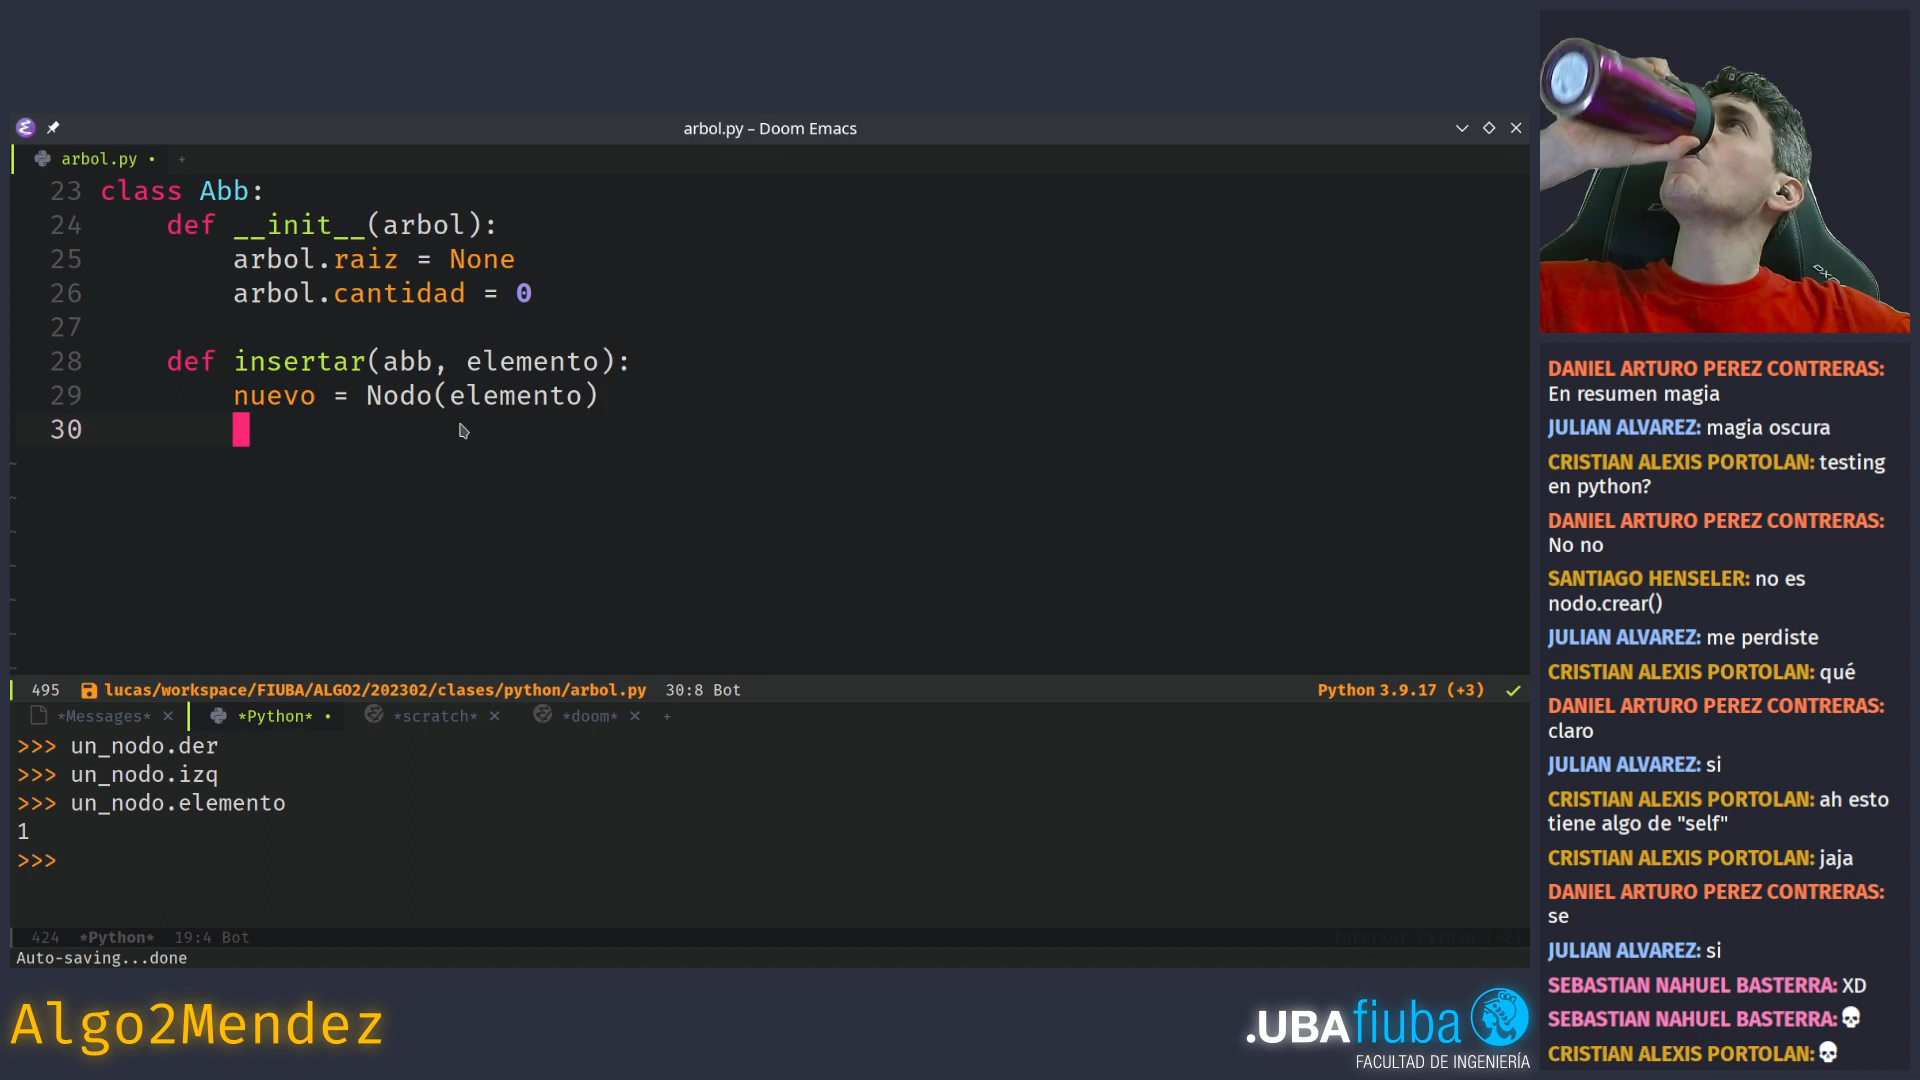 arbol.py – Doom Emacs
arbol.py • +
23 class Abb:
24 def __init__(arbol):
25 arbol.raiz = None
26 arbol.cantidad = 0
27
28 def insertar(abb, elemento):
29 nuevo = Nodo(elemento)
30
~
~
~
~
~
~
~
495 lucas/workspace/FIUBA/ALGO2/202302/clases/python/arbol.py 30:8 Bot Python 3.9.17 (+3)
*Messages* × *Python* • *scratch* × *doom* × +
>>> un_nodo.der
>>> un_nodo.izq
>>> un_nodo.elemento
1
>>>
424 *Python* 19:4 Bot Inferior Python (+2)
Auto-saving...done
Algo2Mendez
.UBAfiuba
FACULTAD DE INGENIERÍA
DANIEL ARTURO PEREZ CONTRERAS:
En resumen magia
JULIAN ALVAREZ: magia oscura
CRISTIAN ALEXIS PORTOLAN: testing
en python?
DANIEL ARTURO PEREZ CONTRERAS:
No no
SANTIAGO HENSELER: no es
nodo.crear()
JULIAN ALVAREZ: me perdiste
CRISTIAN ALEXIS PORTOLAN: qué
DANIEL ARTURO PEREZ CONTRERAS:
claro
JULIAN ALVAREZ: si
CRISTIAN ALEXIS PORTOLAN: ah esto
tiene algo de "self"
CRISTIAN ALEXIS PORTOLAN: jaja
DANIEL ARTURO PEREZ CONTRERAS:
se
JULIAN ALVAREZ: si
SEBASTIAN NAHUEL BASTERRA: XD
SEBASTIAN NAHUEL BASTERRA: 💀
CRISTIAN ALEXIS PORTOLAN: 💀